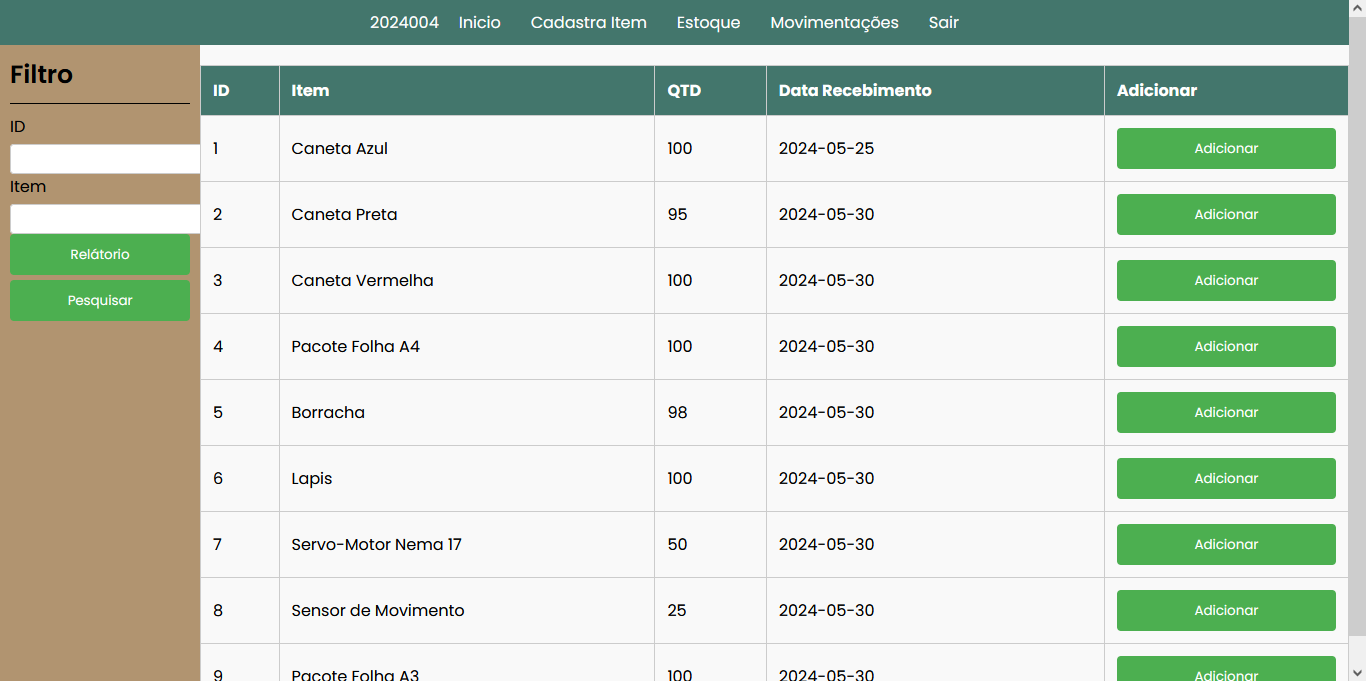 2024004 Inicio Cadastra Item Estoque Movimentações Sair
Filtro
ID
Item
Relátorio
Pesquisar
ID Item QTD Data Recebimento Adicionar
1 Caneta Azul 100 2024-05-25 Adicionar
2 Caneta Preta 95 2024-05-30 Adicionar
3 Caneta Vermelha 100 2024-05-30 Adicionar
4 Pacote Folha A4 100 2024-05-30 Adicionar
5 Borracha 98 2024-05-30 Adicionar
6 Lapis 100 2024-05-30 Adicionar
7 Servo-Motor Nema 17 50 2024-05-30 Adicionar
8 Sensor de Movimento 25 2024-05-30 Adicionar
9 Pacote Folha A3 100 2024-05-30 Adicionar